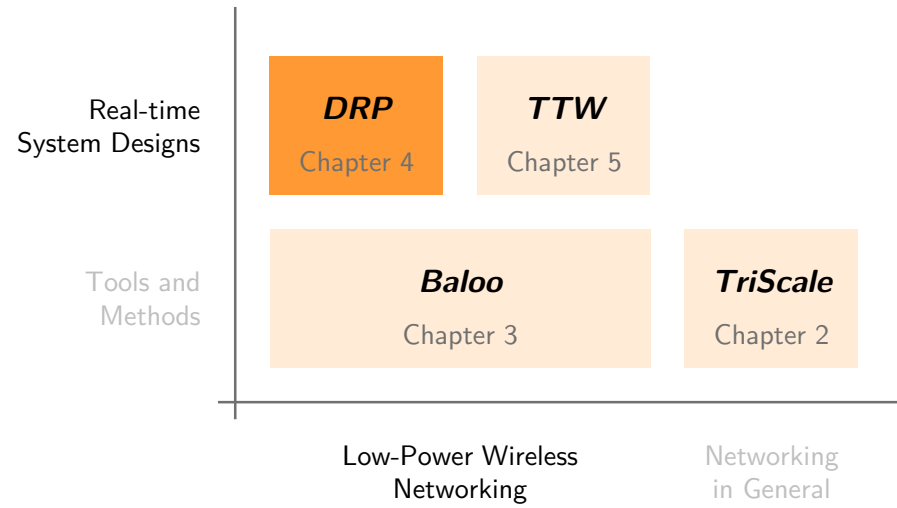 Real-time
System Designs
DRP
Chapter 4
TTW
Chapter 5
Tools and
Methods
Baloo
Chapter 3
TriScale
Chapter 2
Low-Power Wireless
Networking
Networking
in General